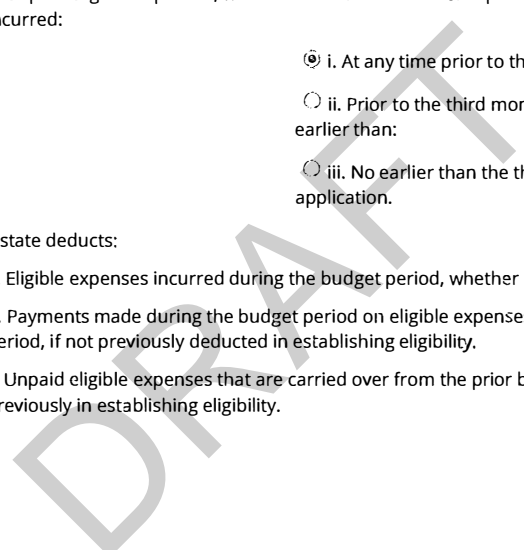 ncurred:
i. At any time prior to th
ii. Prior to the third mor
earlier than:
iii. No earlier than the th
application.
state deducts:
Eligible expenses incurred during the budget period, whether
. Payments made during the budget period on eligible expense
eriod, if not previously deducted in establishing eligibility.
Unpaid eligible expenses that are carried over from the prior b
reviously in establishing eligibility.
DRAFT